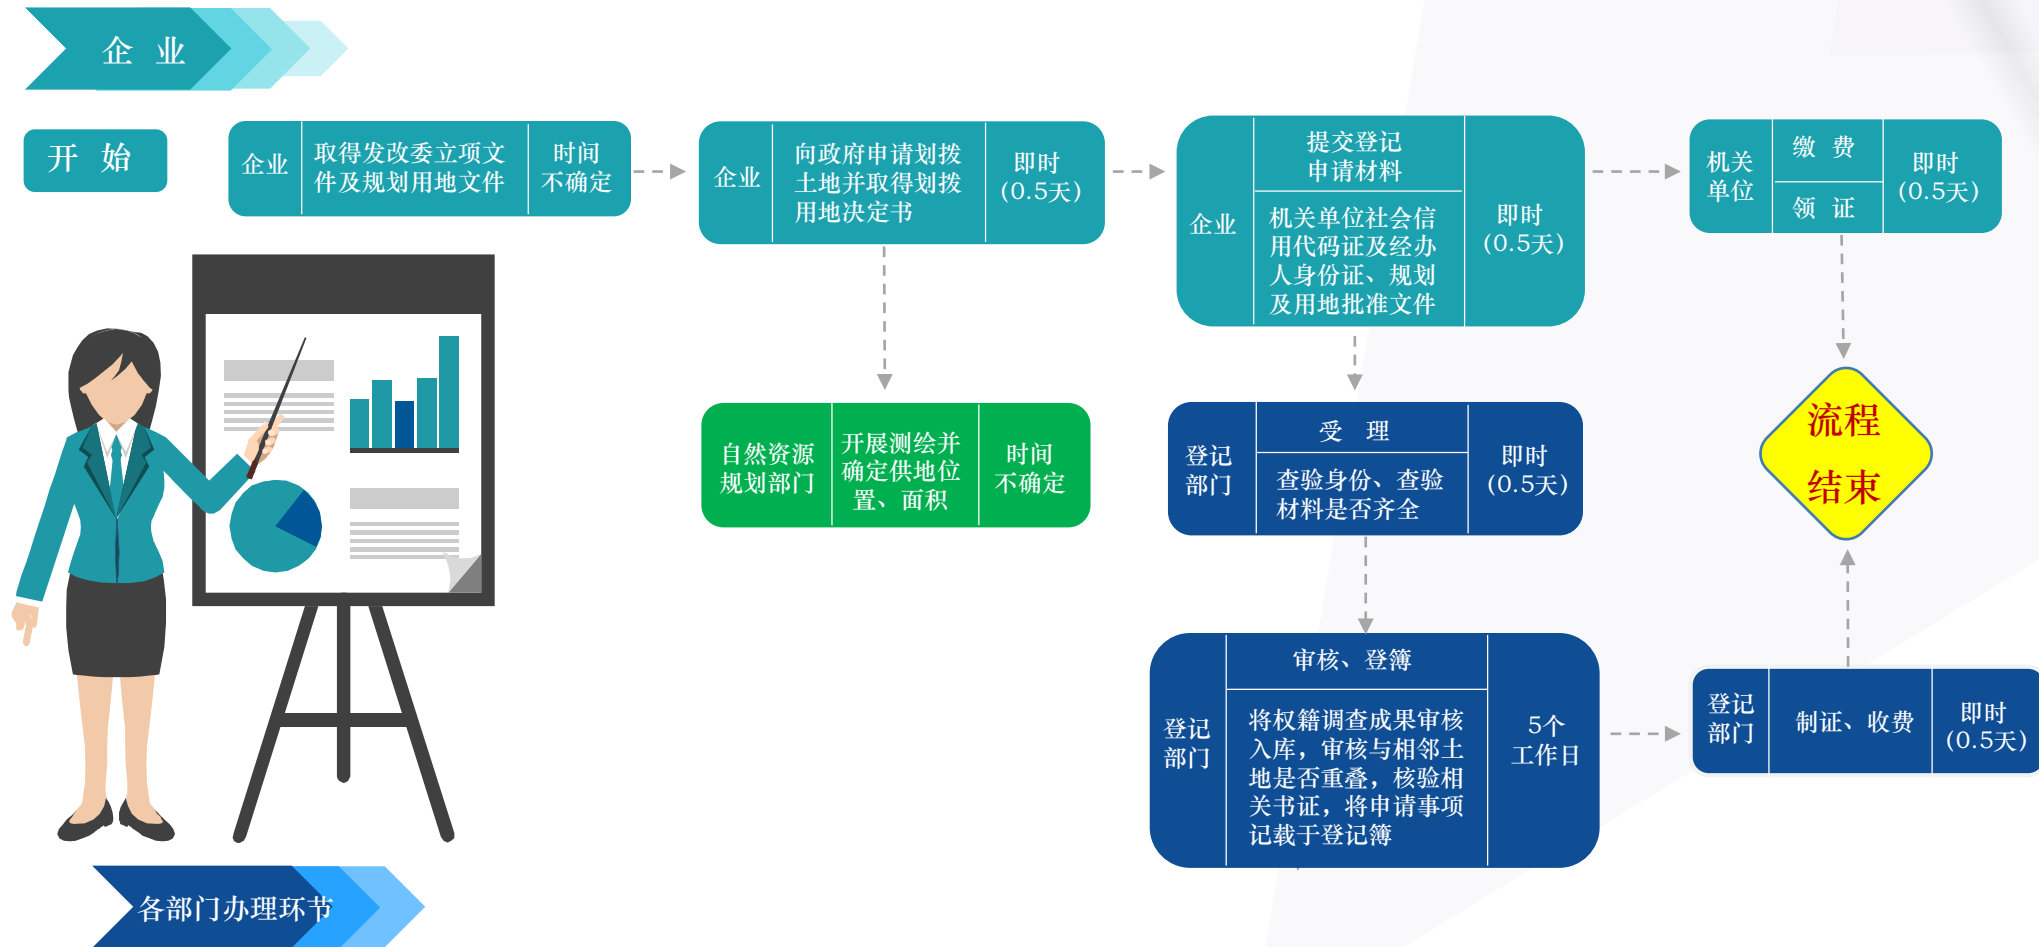 企 业
开 始
企业
取得发改委立项文
件及规划用地文件
时间
不确定
企业
向政府申请划拨
土地并取得划拨
用地决定书
即时
(0.5天)
企业
提交登记
申请材料
机关单位社会信
用代码证及经办
人身份证、规划
及用地批准文件
即时
(0.5天)
机关
单位
缴 费
领 证
即时
(0.5天)
自然资源
规划部门
开展测绘并
确定供地位
置、面积
时间
不确定
登记
部门
受 理
查验身份、查验
材料是否齐全
即时
(0.5天)
流程
结束
登记
部门
审核、登簿
将权籍调查成果审核
入库，审核与相邻土
地是否重叠，核验相
关书证，将申请事项
记载于登记簿
5个
工作日
登记
部门
制证、收费
即时
(0.5天)
各部门办理环节